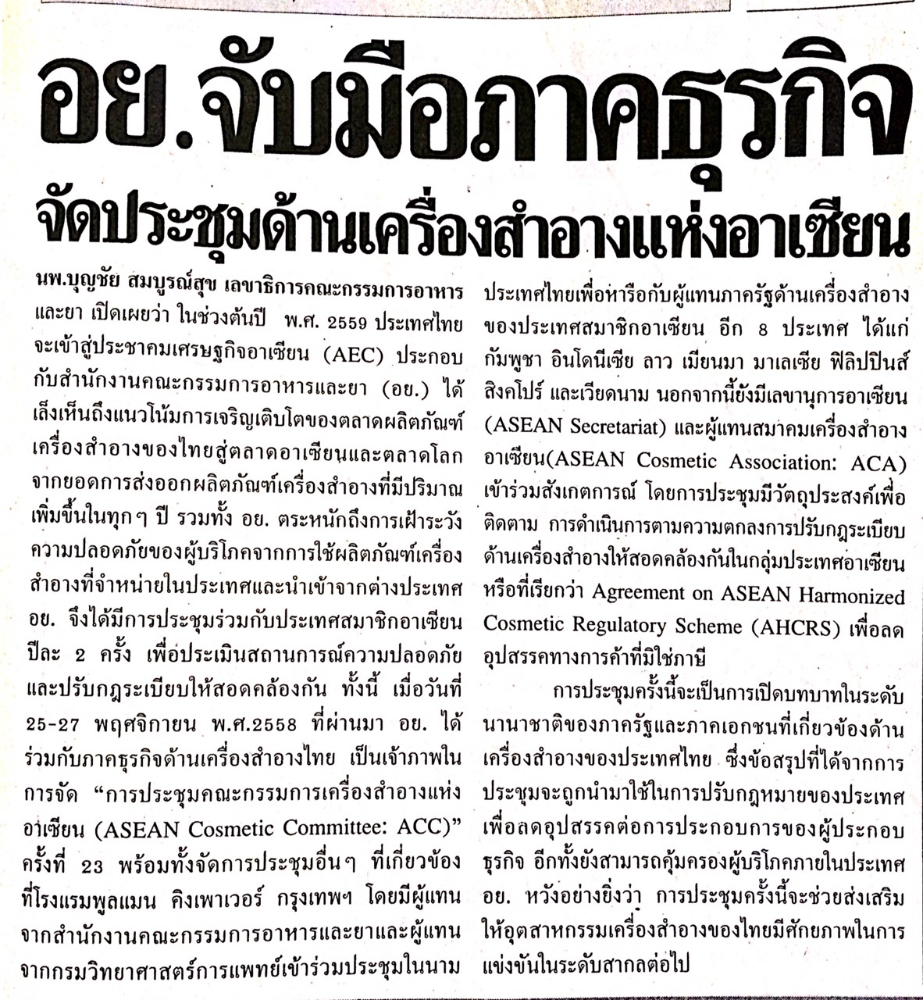 อย.จับมือภาคธุรกิจ
จัดประชุมด้านเครื่องสำอางแห่งอาเซียน
นพ.บุญชัย สมบูรณ์สุข เลขาธิการคณะกรรมการอาหาร
และยา เปิดเผยว่า ในช่วงต้นปี พ.ศ. 2559 ประเทศไทย
จะเข้าสู่ประชาคมเศรษฐกิจอาเซียน (AEC) ประกอบ
กับสำนักงานคณะกรรมการอาหารและยา (อย.) ได้
เล็งเห็นถึงแนวโน้มการเจริญเติบโตของตลาดผลิตภัณฑ์
เครื่องสำอางของไทยสู่ตลาดอาเซียนและตลาดโลก
จากยอดการส่งออกผลิตภัณฑ์เครื่องสำอางที่มีปริมาณ
เพิ่มขึ้นในทุกๆ ปี รวมทั้ง อย. ตระหนักถึงการเฝ้าระวัง
ความปลอดภัยของผู้บริโภคจากการใช้ผลิตภัณฑ์เครื่อง
สำอางที่จำหน่ายในประเทศและนำเข้าจากต่างประเทศ
อย. จึงได้มีการประชุมร่วมกับประเทศสมาชิกอาเซียน
ปีละ 2 ครั้ง เพื่อประเมินสถานการณ์ความปลอดภัย
และปรับกฎระเบียบให้สอดคล้องกัน ทั้งนี้ เมื่อวันที่
25-27 พฤศจิกายน พ.ศ.2558 ที่ผ่านมา อย. ได้
ร่วมกับภาคธุรกิจด้านเครื่องสำอางไทย เป็นเจ้าภาพใน
การจัด “การประชุมคณะกรรมการเครื่องสำอางแห่ง
อาเซียน (ASEAN Cosmetic Committee: ACC)”
ครั้งที่ 23 พร้อมทั้งจัดการประชุมอื่นๆ ที่เกี่ยวข้อง
ที่โรงแรมพูลแมน คิงเพาเวอร์ กรุงเทพฯ โดยมีผู้แทน
จากสำนักงานคณะกรรมการอาหารและยาและผู้แทน
จากกรมวิทยาศาสตร์การแพทย์เข้าร่วมประชุมในนาม
ประเทศไทยเพื่อหารือกับผู้แทนภาครัฐด้านเครื่องสำอาง
ของประเทศสมาชิกอาเซียน อีก 8 ประเทศ ได้แก่
กัมพูชา อินโดนีเซีย ลาว เมียนมา มาเลเซีย ฟิลิปปินส์
สิงคโปร์ และเวียดนาม นอกจากนี้ยังมีเลขานุการอาเซียน
(ASEAN Secretariat) และผู้แทนสมาคมเครื่องสำอาง
อาเซียน(ASEAN Cosmetic Association: ACA)
เข้าร่วมสังเกตการณ์ โดยการประชุมมีวัตถุประสงค์เพื่อ
ติดตาม การดำเนินการตามความตกลงการปรับกฎระเบียบ
ด้านเครื่องสำอางให้สอดคล้องกันในกลุ่มประเทศอาเซียน
หรือที่เรียกว่า Agreement on ASEAN Harmonized
Cosmetic Regulatory Scheme (AHCRS) เพื่อลด
อุปสรรคทางการค้าที่มิใช่ภาษี
การประชุมครั้งนี้จะเป็นการเปิดบทบาทในระดับ
นานาชาติของภาครัฐและภาคเอกชนที่เกี่ยวข้องด้าน
เครื่องสำอางของประเทศไทย ซึ่งข้อสรุปที่ได้จากการ
ประชุมจะถูกนำมาใช้ในการปรับกฎหมายของประเทศ
เพื่อลดอุปสรรคต่อการประกอบการของผู้ประกอบ
ธุรกิจ อีกทั้งยังสามารถคุ้มครองผู้บริโภคภายในประเทศ
อย. หวังอย่างยิ่งว่า การประชุมครั้งนี้จะช่วยส่งเสริม
ให้อุตสาหกรรมเครื่องสำอางของไทยมีศักยภาพในการ
แข่งขันในระดับสากลต่อไป